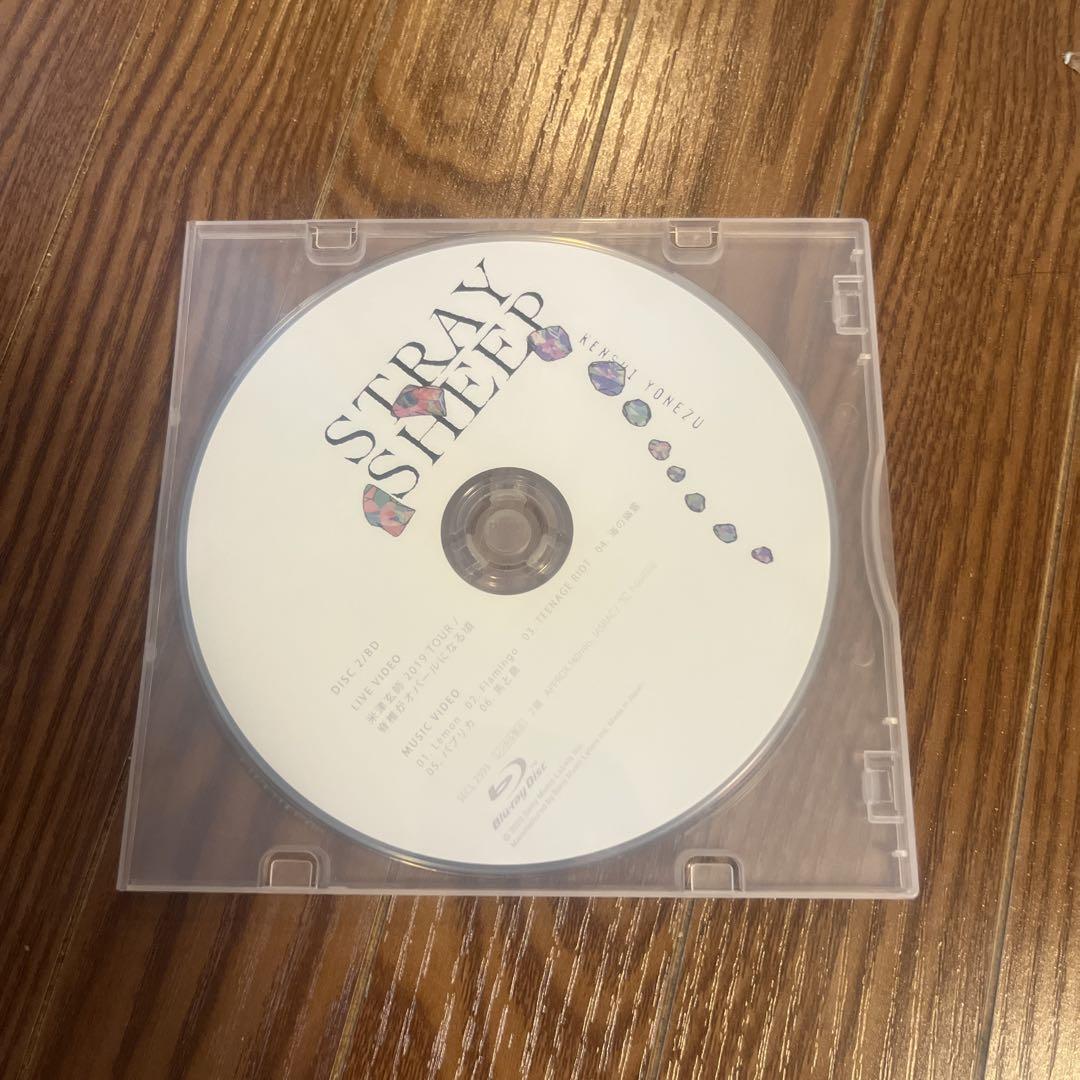 STRAY
SHEEP
KENSHI YONEZU
DISC 2/BD
LIVE VIDEO
米津玄師 2019 TOUR /
脊椎がオパールになる頃
MUSIC VIDEO
01. Lemon 02. Flamingo 03. TEENAGE RIOT 04. 海の幽霊
05. パプリカ 06. 馬と鹿
2層
Blu-ray Disc